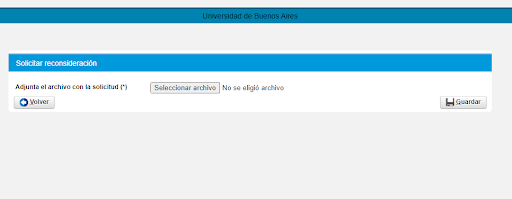 Universidad de Buenos Aires
Solicitar reconsideración
Adjunta el archivo con la solicitud (*) Seleccionar archivo No se eligió archivo
Volver Guardar